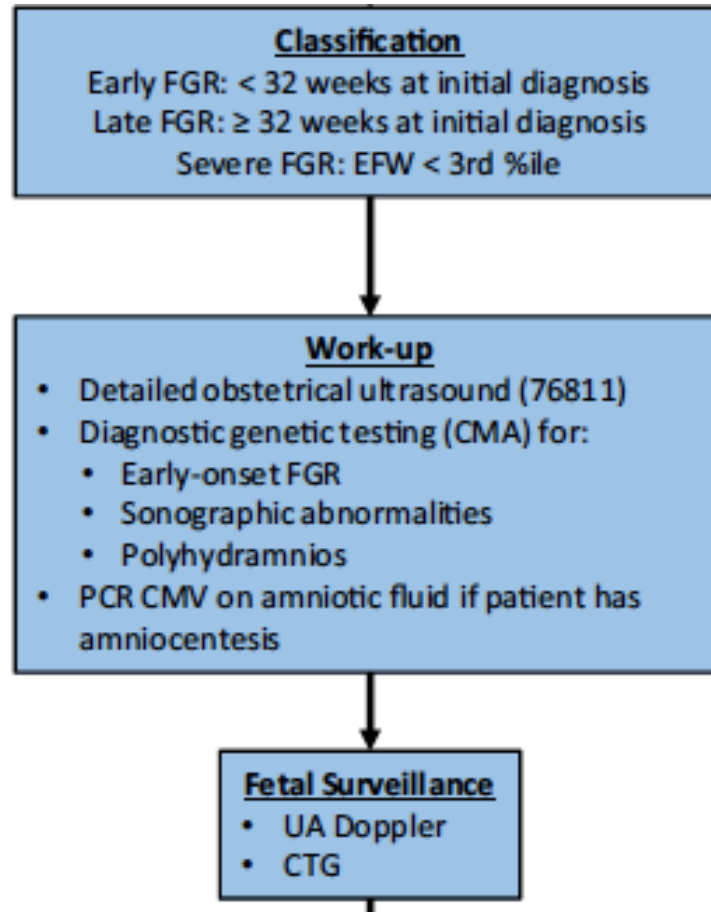 Classification
Early FGR: < 32 weeks at initial diagnosis
Late FGR: ≥ 32 weeks at initial diagnosis
Severe FGR: EFW < 3rd %ile
Work-up
• Detailed obstetrical ultrasound (76811)
• Diagnostic genetic testing (CMA) for:
• Early-onset FGR
• Sonographic abnormalities
• Polyhydramnios
• PCR CMV on amniotic fluid if patient has
amniocentesis
Fetal Surveillance
• UA Doppler
• CTG